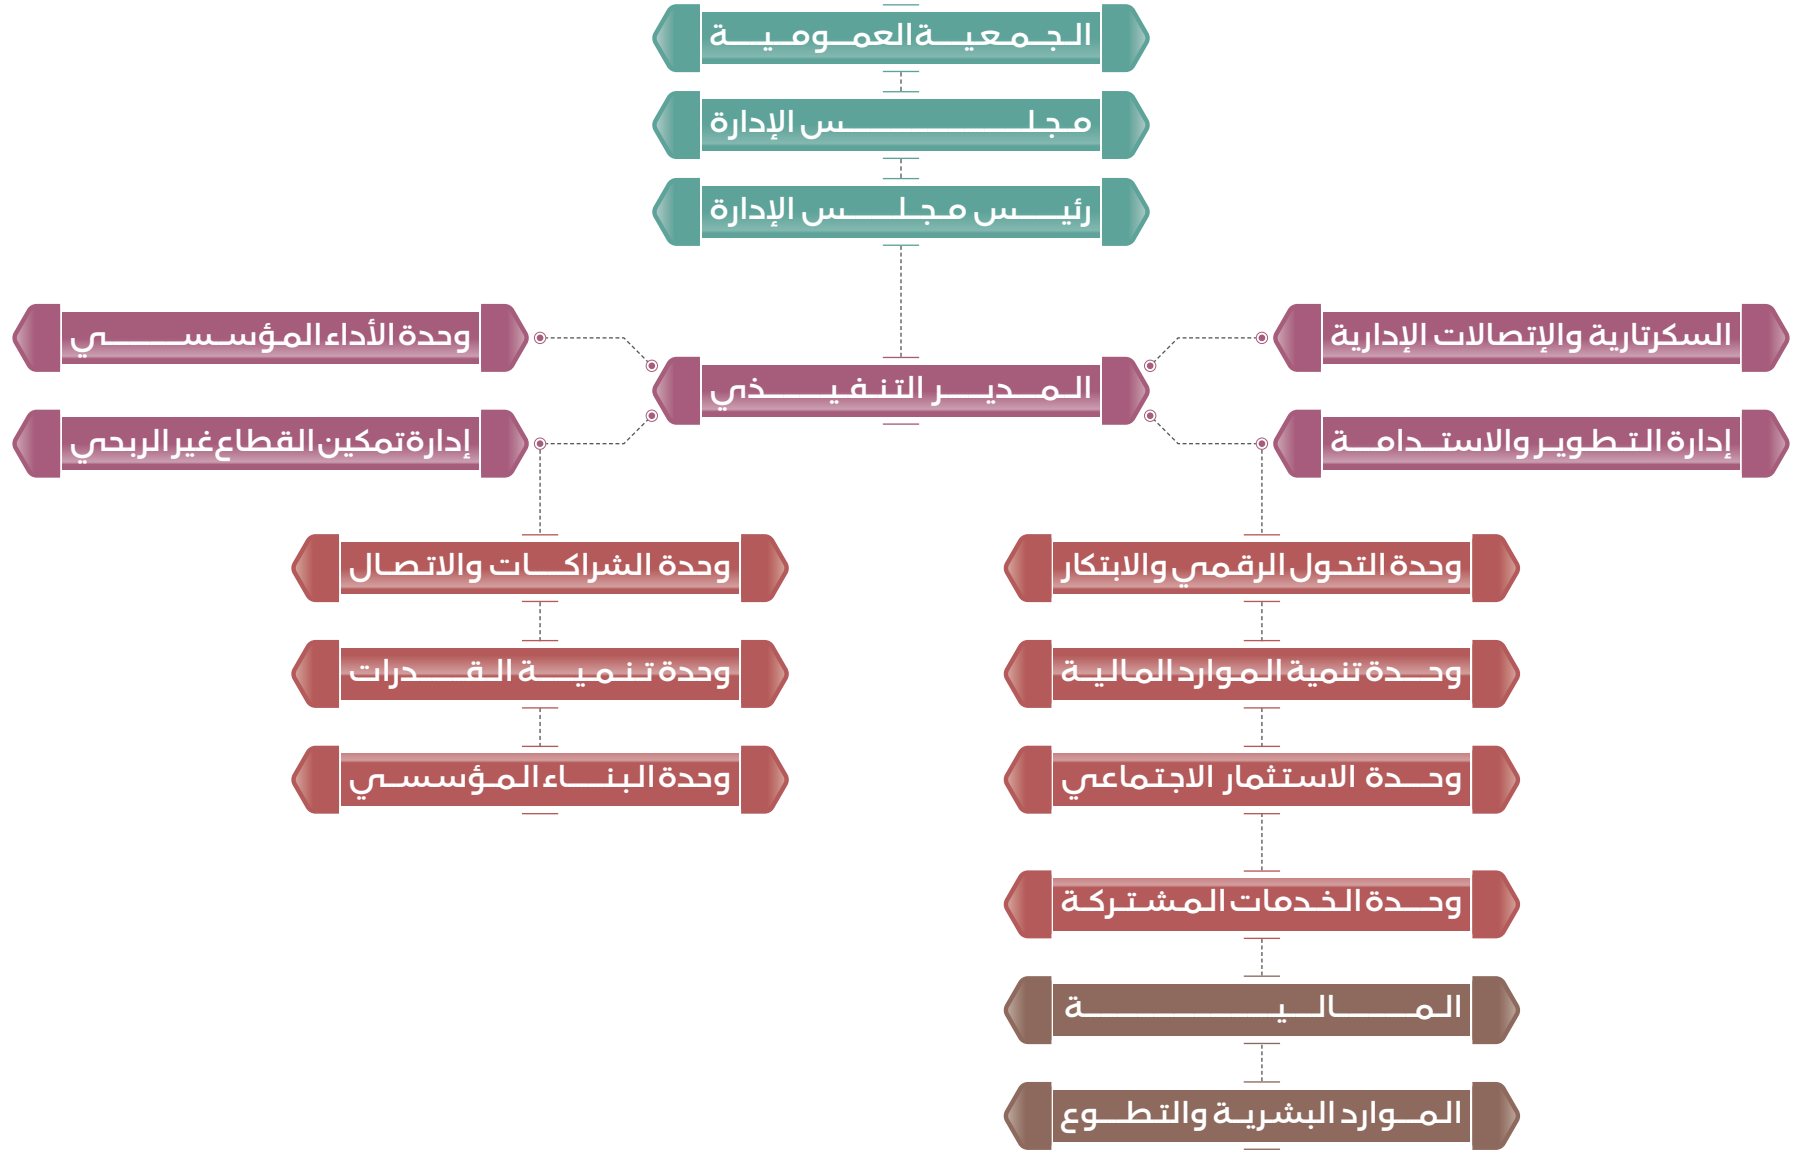 الجمعية العمومية
مجلس الإدارة
رئيس مجلس الإدارة
السكرتارية والإتصالات الإدارية
وحدة الأداء المؤسسي
المدير التنفيذي
إدارة التطوير والاستدامة
إدارة تمكين القطاع غير الربحي
وحدة التحول الرقمي والابتكار
وحدة تنمية الموارد المالية
وحدة الاستثمار الاجتماعي
وحدة الخدمات المشتركة
المالية
الموارد البشرية والتطوع
وحدة الشراكات والاتصال
وحدة تنمية القدرات
وحدة البناء المؤسسي